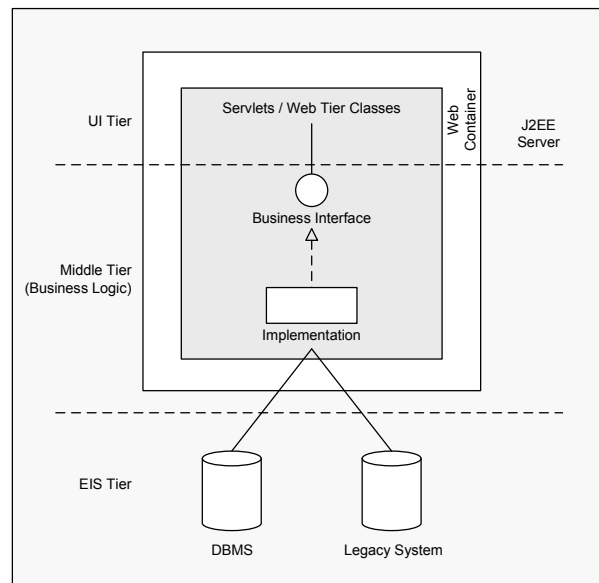 Servlets / Web Tier Classes
UI Tier
Web
Container
J2EE
Server
Business Interface
Middle Tier
(Business Logic)
Implementation
EIS Tier
DBMS
Legacy System